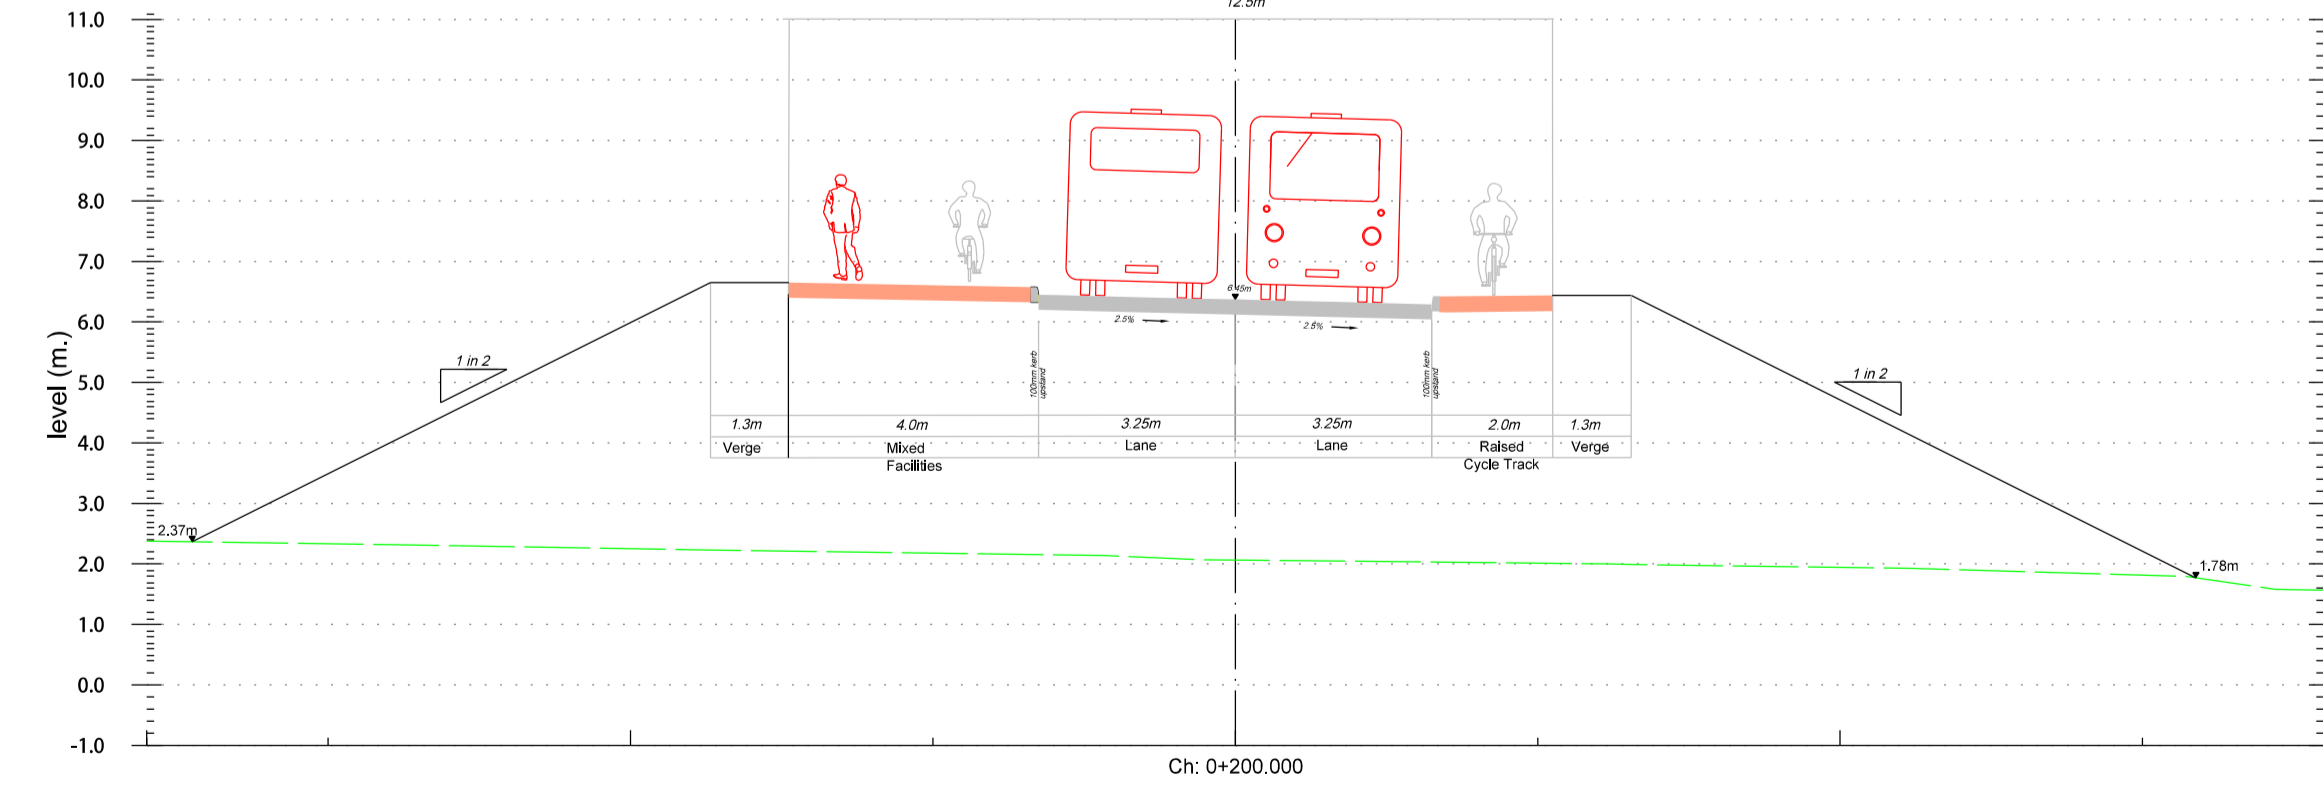 12.5m
11.0
10.0
9.0
8.0
7.0
6.0
5.0
4.0
3.0
2.0
1.0
0.0
-1.0
level (m.)
6.45m
2.5%
2.5%
1 in 2
1 in 2
100mm kerb
upstand
100mm kerb
upstand
1.3m
4.0m
3.25m
3.25m
2.0m
1.3m
Verge
Mixed
Facilities
Lane
Lane
Raised
Cycle Track
Verge
2.37m
1.78m
Ch: 0+200.000